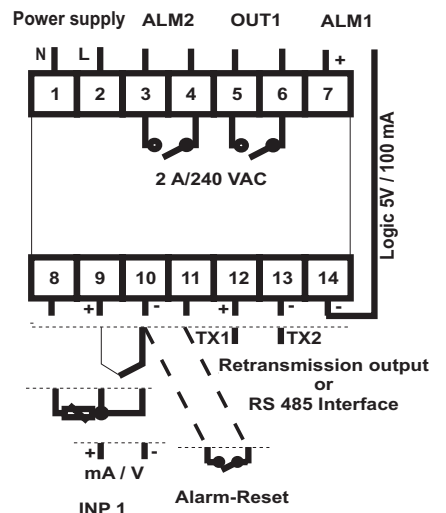 Power supply ALM2 OUT1 ALM1
N L +
1 2 3 4 5 6 7
2 A/240 VAC
Logic 5V / 100 mA
8 9 10 11 12 13 14
+ - + - -
TX1 TX2
Retransmission output
or
RS 485 Interface
+ -
mA / V
INP 1
Alarm-Reset